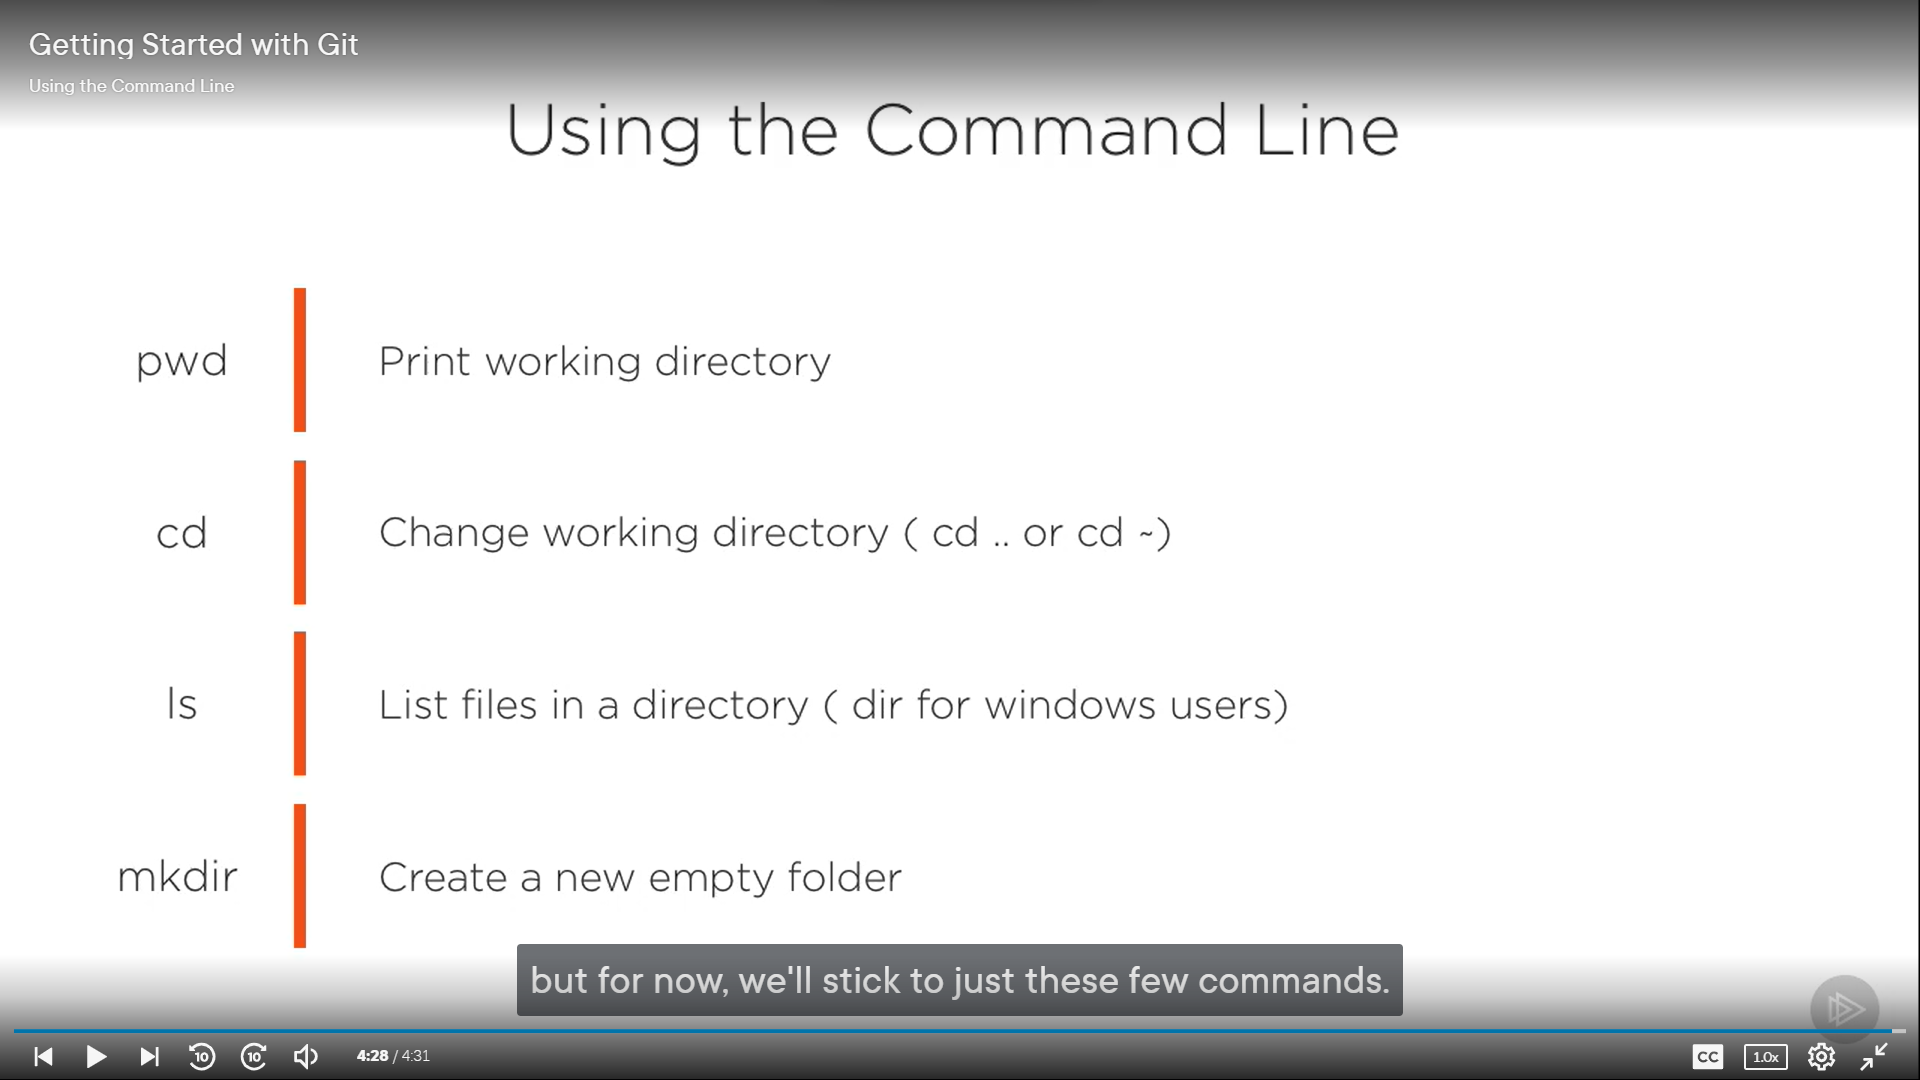 Getting Started with Git
Using the Command Line
Using the Command Line
pwd
Print working directory
cd
Change working directory ( cd .. or cd ~)
ls
List files in a directory ( dir for windows users)
mkdir
Create a new empty folder
but for now, we'll stick to just these few commands.
10
10
4:28 / 4:31
CC
1.0x